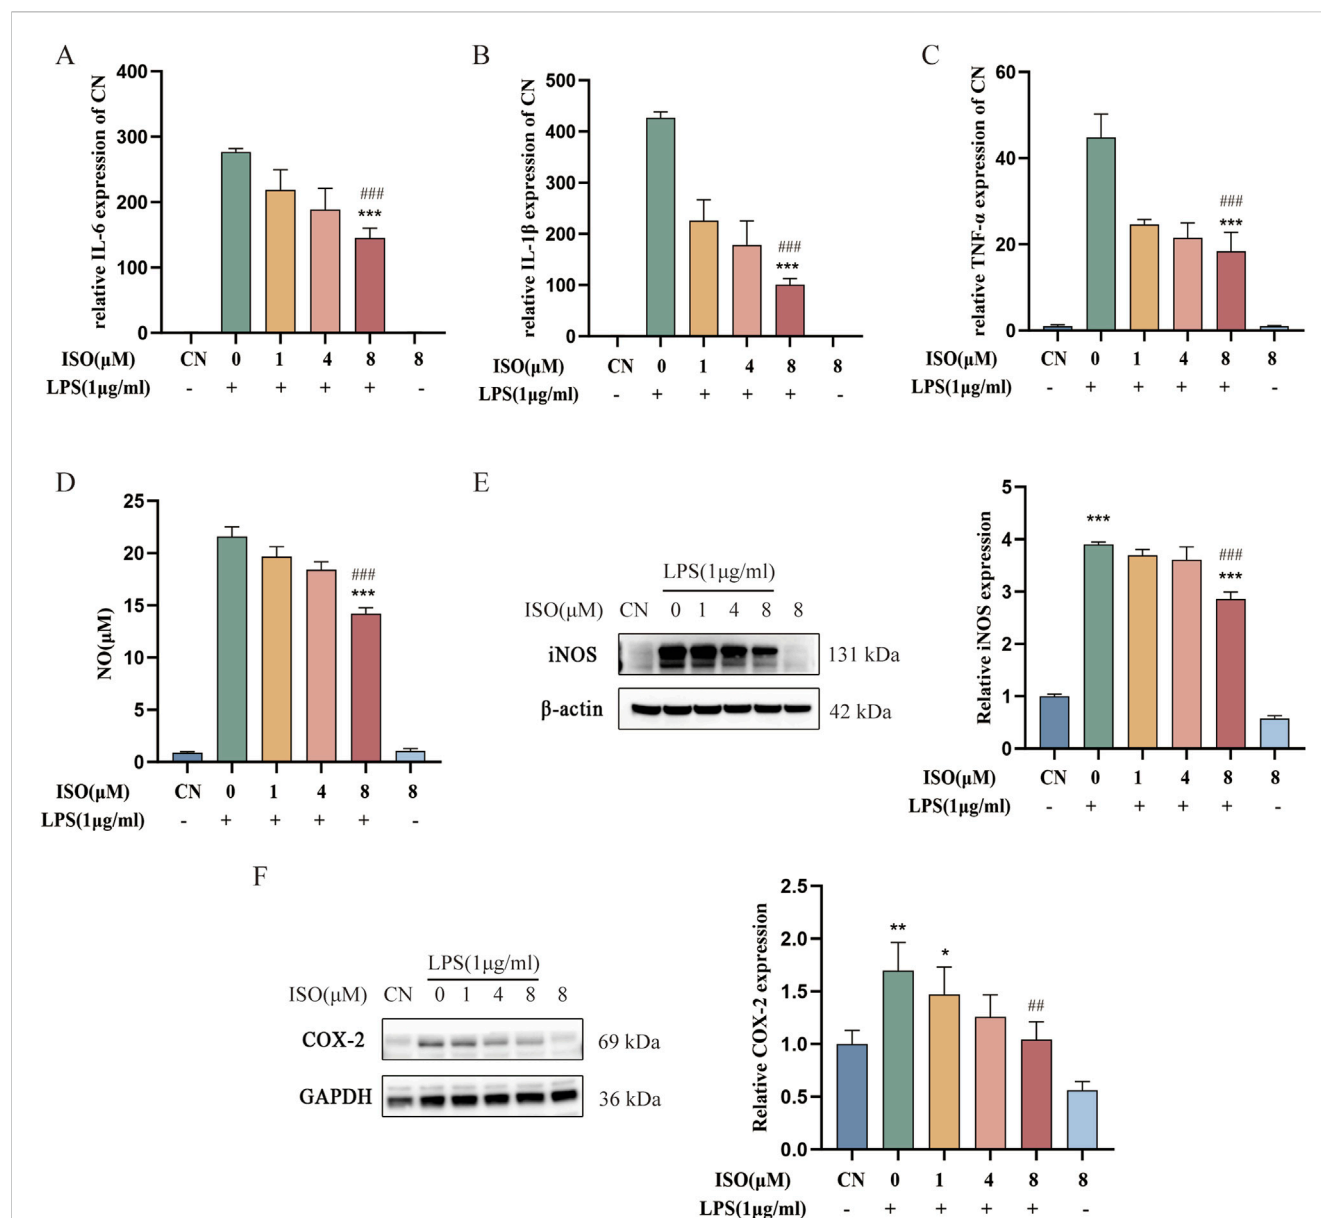 A
relative IL-6 expression of CN
400
300
200
100
0
###
***
ISO(μM) CN 0 1 4 8 8
LPS(1μg/ml) - + + + + -
B
relative IL-1β expression of CN
500
400
300
200
100
0
###
***
ISO(μM) CN 0 1 4 8 8
LPS(1μg/ml) - + + + + -
C
relative TNF-α expression of CN
60
40
20
0
###
***
ISO(μM) CN 0 1 4 8 8
LPS(1μg/ml) - + + + + -
D
NO(μM)
25
20
15
10
5
0
###
***
ISO(μM) CN 0 1 4 8 8
LPS(1μg/ml) - + + + + -
E
LPS(1μg/ml)
ISO(μM) CN 0 1 4 8 8
iNOS 131 kDa
β-actin 42 kDa
Relative iNOS expression
5
4
3
2
1
0
***
###
***
ISO(μM) CN 0 1 4 8 8
LPS(1μg/ml) - + + + + -
F
LPS(1μg/ml)
ISO(μM) CN 0 1 4 8 8
COX-2 69 kDa
GAPDH 36 kDa
Relative COX-2 expression
2.5
2.0
1.5
1.0
0.5
0.0
**
*
##
ISO(μM) CN 0 1 4 8 8
LPS(1μg/ml) - + + + + -